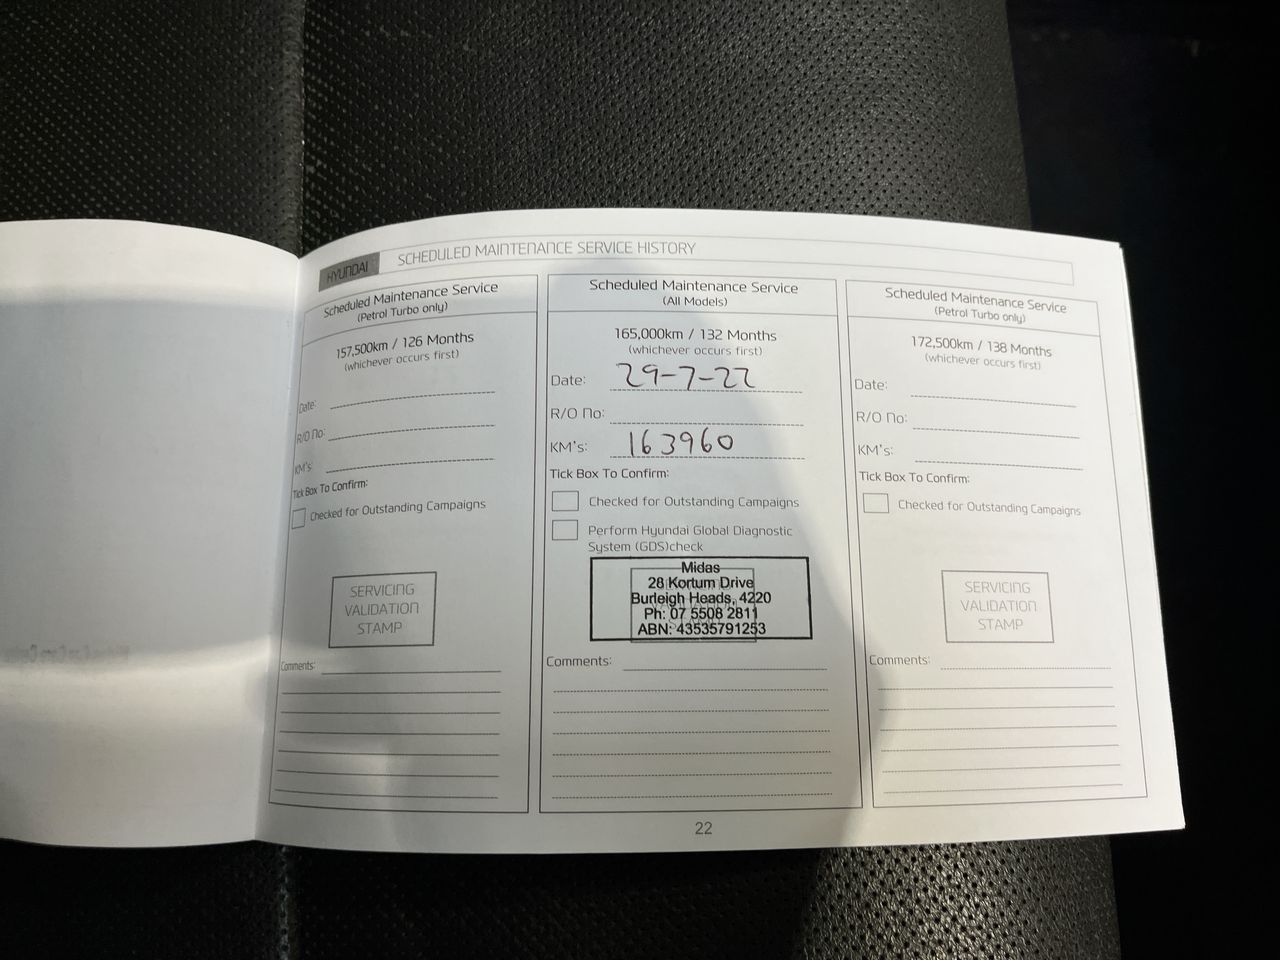 HYUNDAI SCHEDULED MAINTENANCE SERVICE HISTORY
Scheduled Maintenance Service
(Petrol Turbo only)
157,500km / 126 Months
(whichever occurs first)
Date:
R/O No:
KM's:
Tick Box To Confirm:
Checked for Outstanding Campaigns
SERVICING
VALIDATION
STAMP
Comments:
Scheduled Maintenance Service
(All Models)
165,000km / 132 Months
(whichever occurs first)
Date: 29-7-22
R/O No:
KM's: 163960
Tick Box To Confirm:
Checked for Outstanding Campaigns
Perform Hyundai Global Diagnostic
System (GDS)check
Midas
28 Kortum Drive
Burleigh Heads, 4220
Ph: 07 5508 2811
ABN: 43535791253
Comments:
Scheduled Maintenance Service
(Petrol Turbo only)
172,500km / 138 Months
(whichever occurs first)
Date:
R/O No:
KM's:
Tick Box To Confirm:
Checked for Outstanding Campaigns
SERVICING
VALIDATION
STAMP
Comments:
22